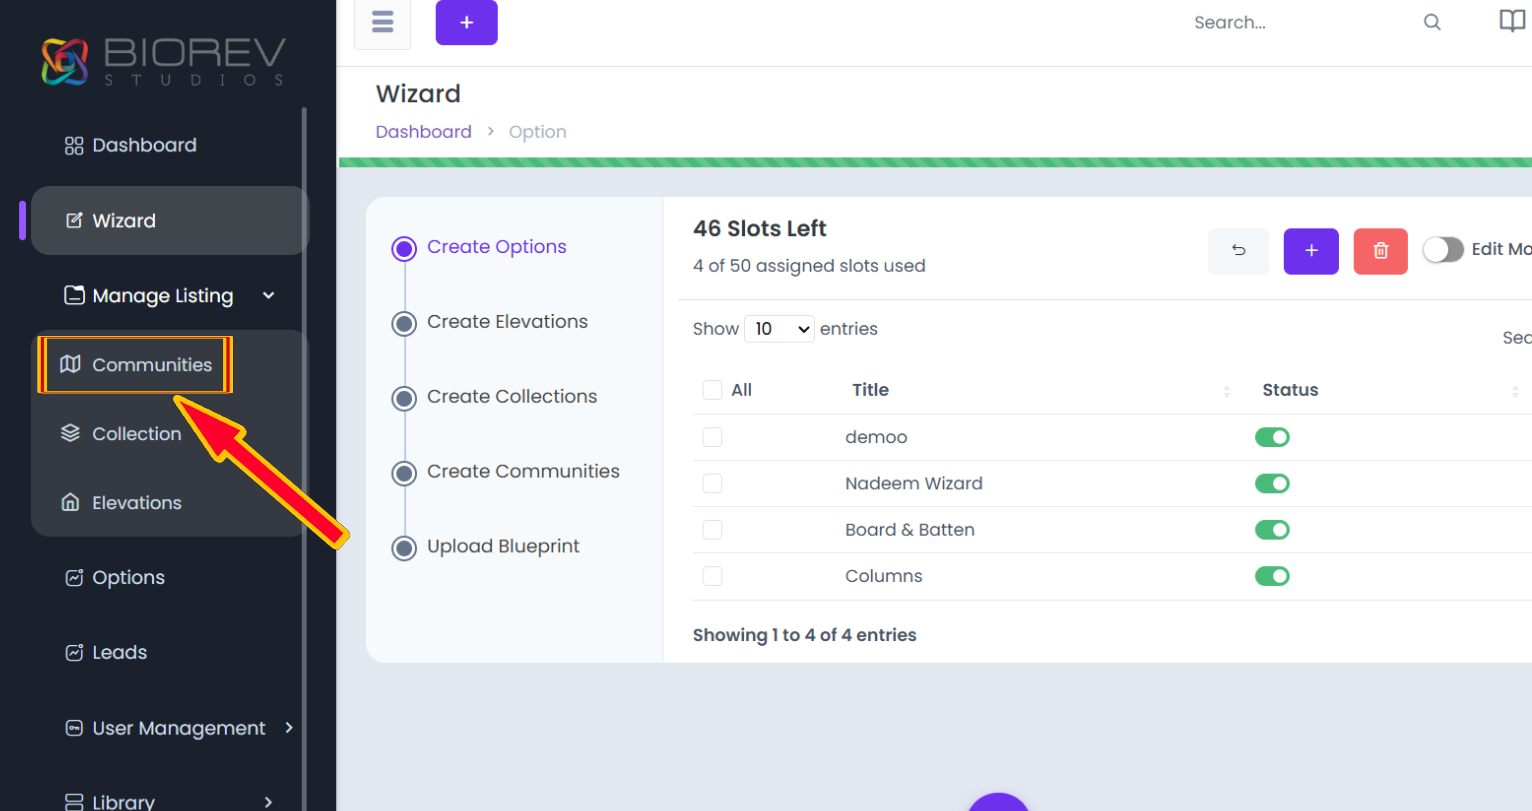 BIOREV
STUDIOS
Dashboard
Wizard
Manage Listing
Communities
Collection
Elevations
Options
Leads
User Management
Library
+
Search...
Wizard
Dashboard > Option
Create Options
Create Elevations
Create Collections
Create Communities
Upload Blueprint
46 Slots Left
4 of 50 assigned slots used
+
Edit Mo
Show 10 entries
Sea
All Title Status
demoo
Nadeem Wizard
Board & Batten
Columns
Showing 1 to 4 of 4 entries